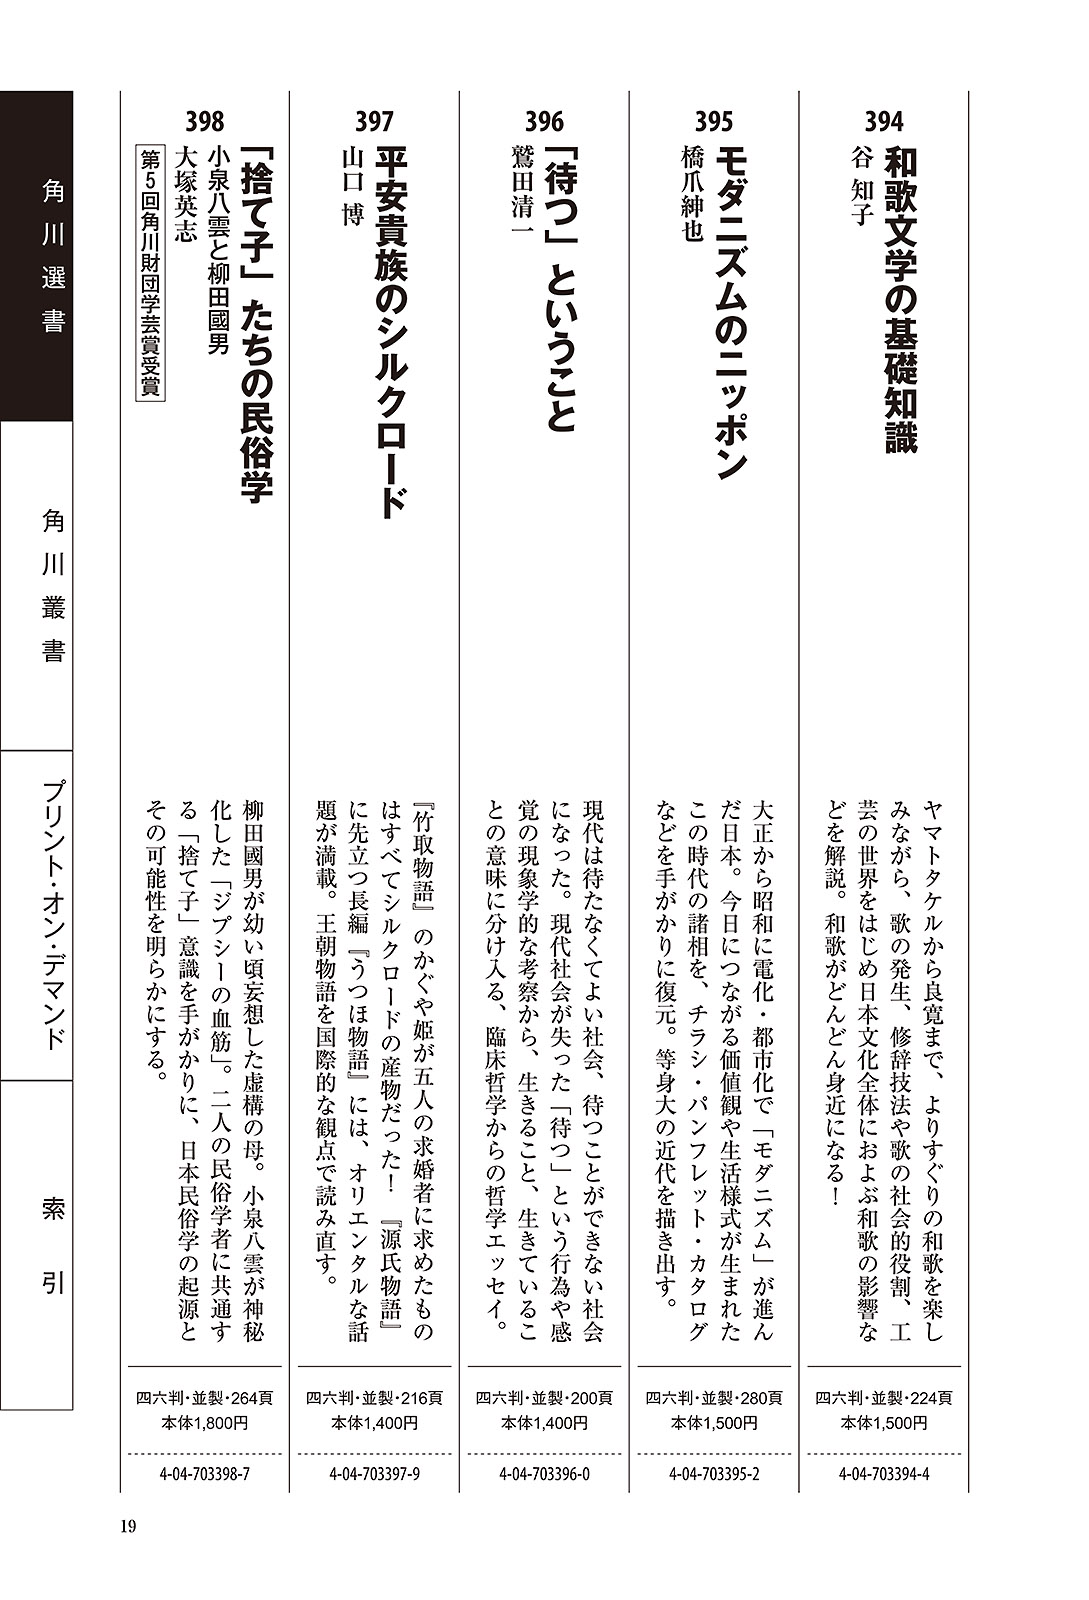 394
和歌文学の基礎知識
谷 知子
ヤマトタケルから良寛まで、よりすぐりの和歌を楽し
みながら、歌の発生、修辞技法や歌の社会的役割、工
芸の世界をはじめ日本文化全体におよぶ和歌の影響な
どを解説。和歌がどんどん身近になる！
四六判・並製・224頁
本体1,500円
4-04-703394-4
395
モダニズムのニッポン
橋爪紳也
大正から昭和に電化・都市化で「モダニズム」が進ん
だ日本。今日につながる価値観や生活様式が生まれた
この時代の諸相を、チラシ・パンフレット・カタログ
などを手がかりに復元。等身大の近代を描き出す。
四六判・並製・280頁
本体1,500円
4-04-703395-2
396
「待つ」ということ
鷲田清一
現代は待たなくてよい社会、待つことができない社会
になった。現代社会が失った「待つ」という行為や感
覚の現象学的な考察から、生きること、生きているこ
との意味に分け入る、臨床哲学からの哲学エッセイ。
四六判・並製・200頁
本体1,400円
4-04-703396-0
397
平安貴族のシルクロード
山口 博
『竹取物語』のかぐや姫が五人の求婚者に求めたもの
はすべてシルクロードの産物だった！　『源氏物語』
に先立つ長編『うつほ物語』には、オリエンタルな話
題が満載。王朝物語を国際的な観点で読み直す。
四六判・並製・216頁
本体1,400円
4-04-703397-9
398
「捨て子」たちの民俗学
小泉八雲と柳田國男
大塚英志
第5回角川財団学芸賞受賞
柳田國男が幼い頃妄想した虚構の母。小泉八雲が神秘
化した「ジプシーの血筋」。二人の民俗学者に共通す
る「捨て子」意識を手がかりに、日本民俗学の起源と
その可能性を明らかにする。
四六判・並製・264頁
本体1,800円
4-04-703398-7
角川選書
角川叢書
プリント・オン・デマンド
索引
19